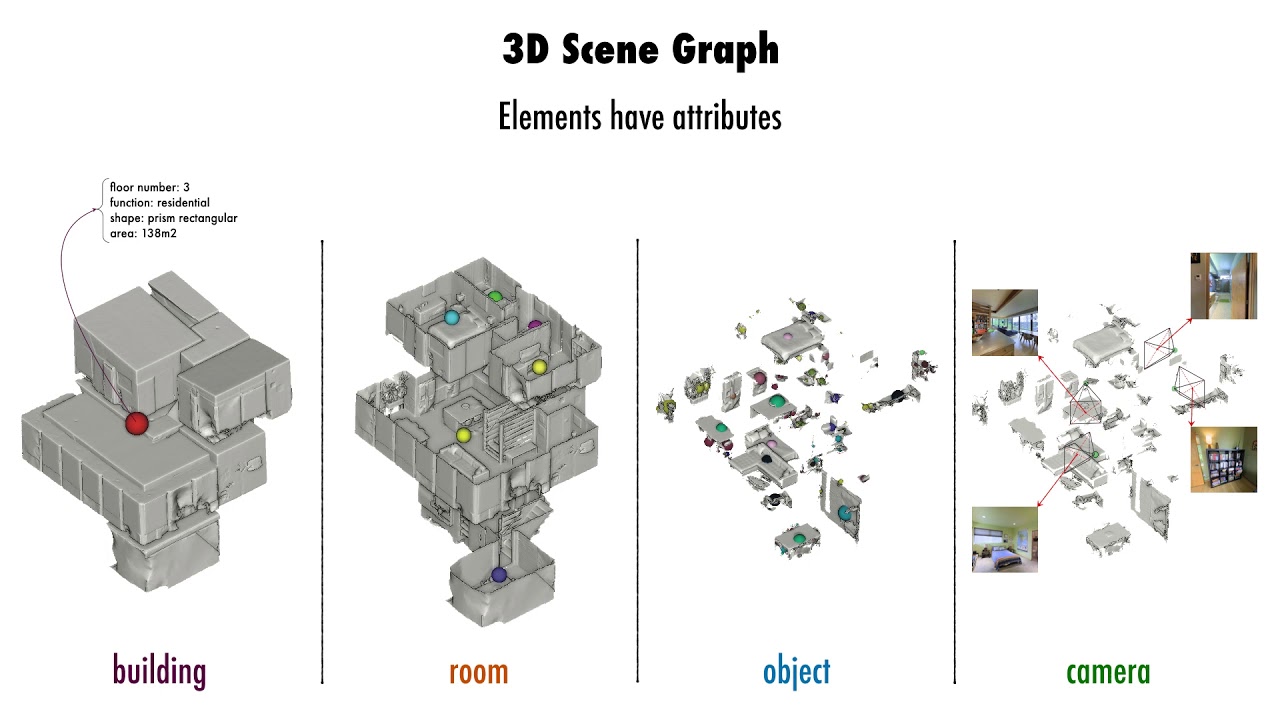 3D Scene Graph
Elements have attributes
floor number: 3
function: residential
shape: prism rectangular
area: 138m2
building
room
object
camera